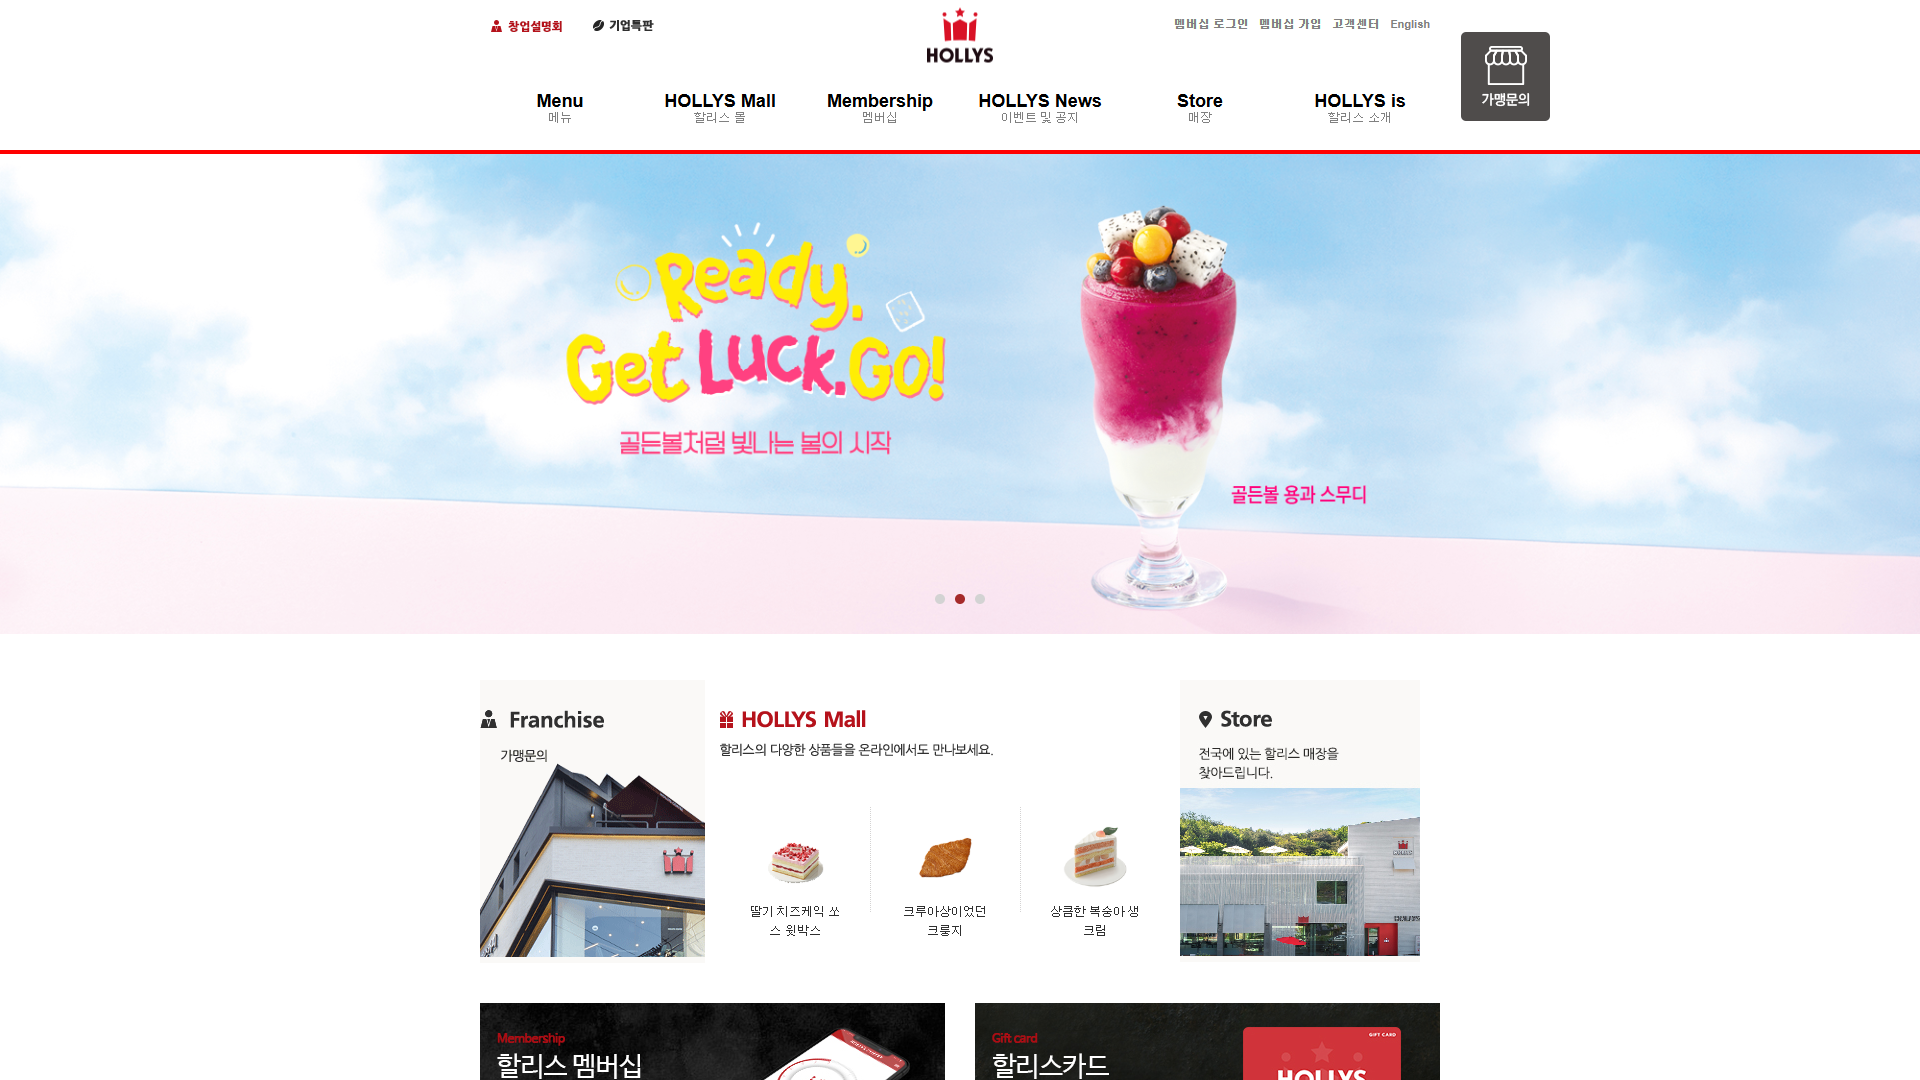 창업설명회
기업특판
HOLLYS
멤버십 로그인
멤버십 가입
고객센터
English
가맹문의
Menu
메뉴
HOLLYS Mall
할리스 몰
Membership
멤버십
HOLLYS News
이벤트 및 공지
Store
매장
HOLLYS is
할리스 소개
Ready.
Get Luck.Go!
골든볼처럼 빛나는 봄의 시작
골든볼 용과 스무디
Franchise
가맹문의
HOLLYS Mall
할리스의 다양한 상품들을 온라인에서도 만나보세요.
딸기 치즈케익 쏘
스 윗박스
크루아상이었던
크룽지
상큼한 복숭아 생
크림
Store
전국에 있는 할리스 매장을
찾아드립니다.
HOLLYS
Membership
할리스 멤버십
Gift card
할리스카드
GIFT CARD
HOLLYS